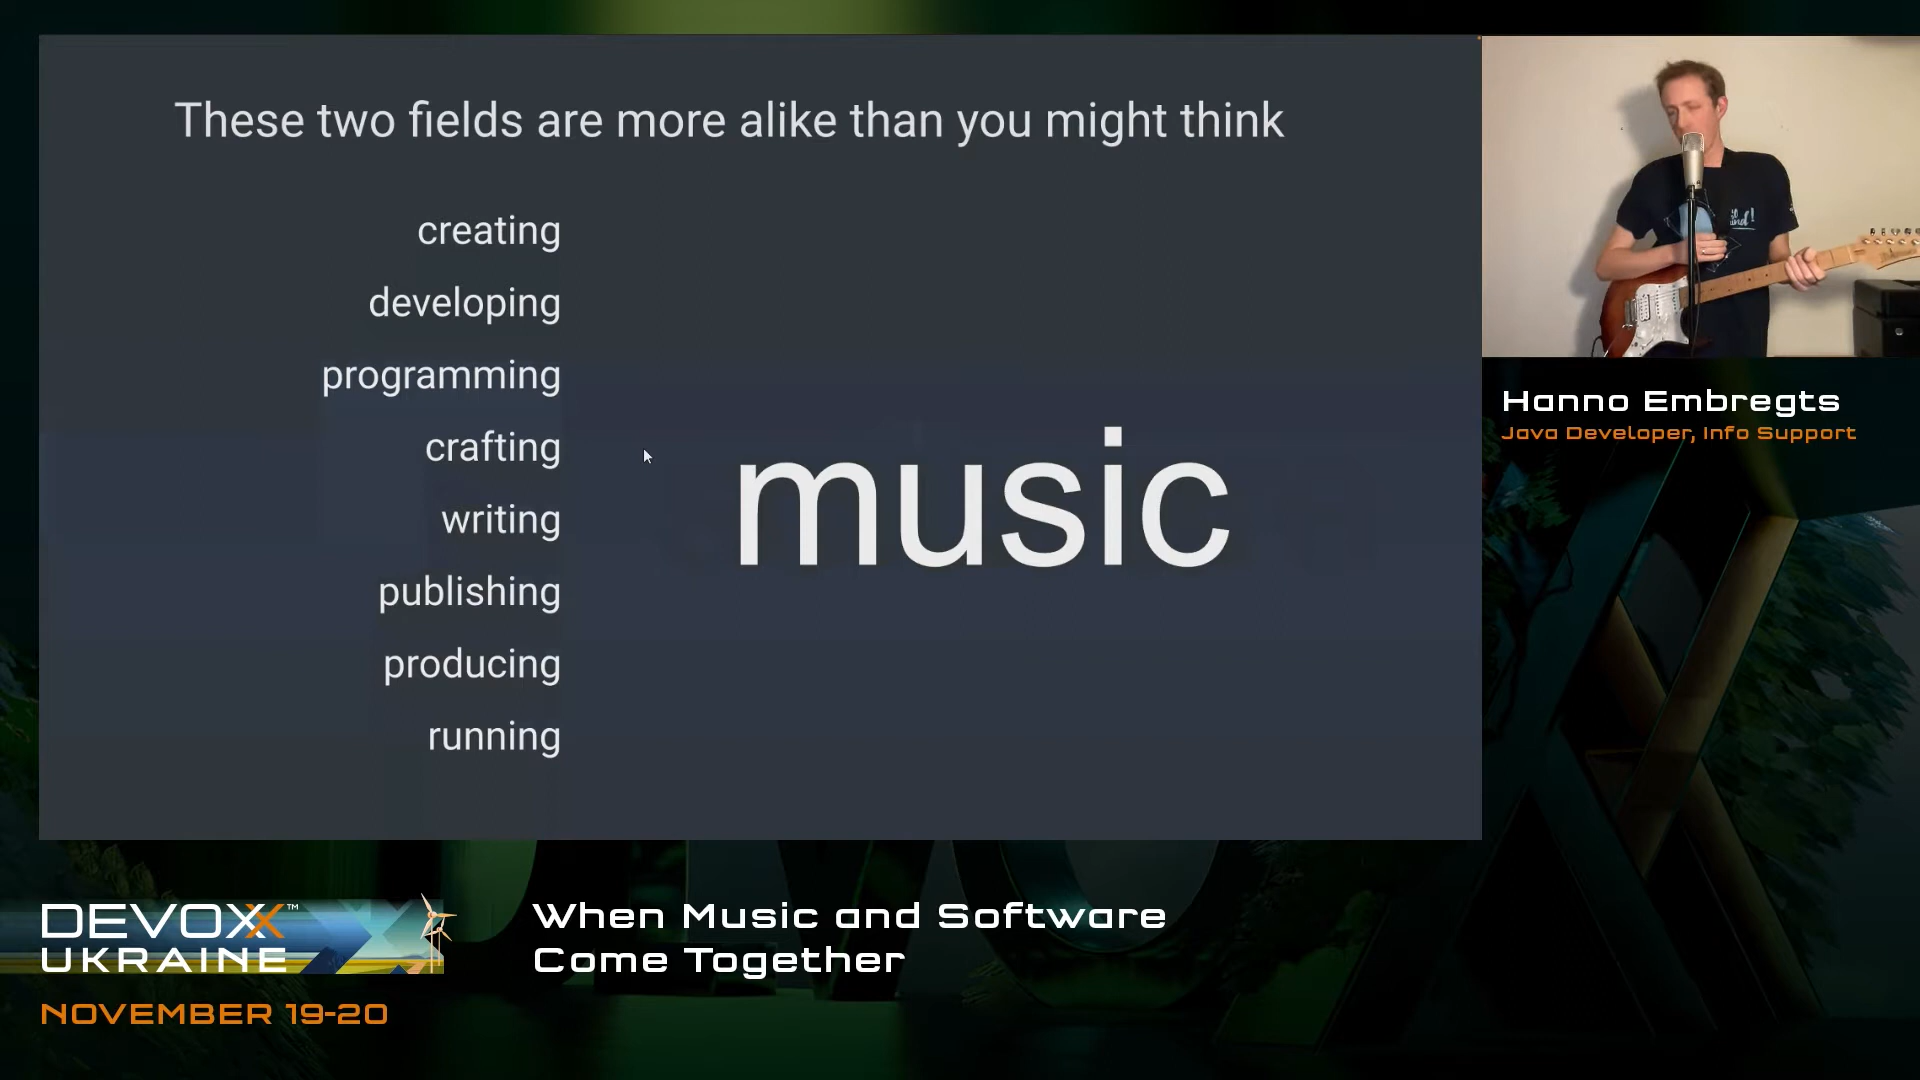 These two fields are more alike than you might think
creating
developing
programming
crafting
writing
publishing
producing
running
music
Hanno Embregts
Java Developer, Info Support
DEVOXX™
UKRAINE
NOVEMBER 19-20
When Music and Software
Come Together